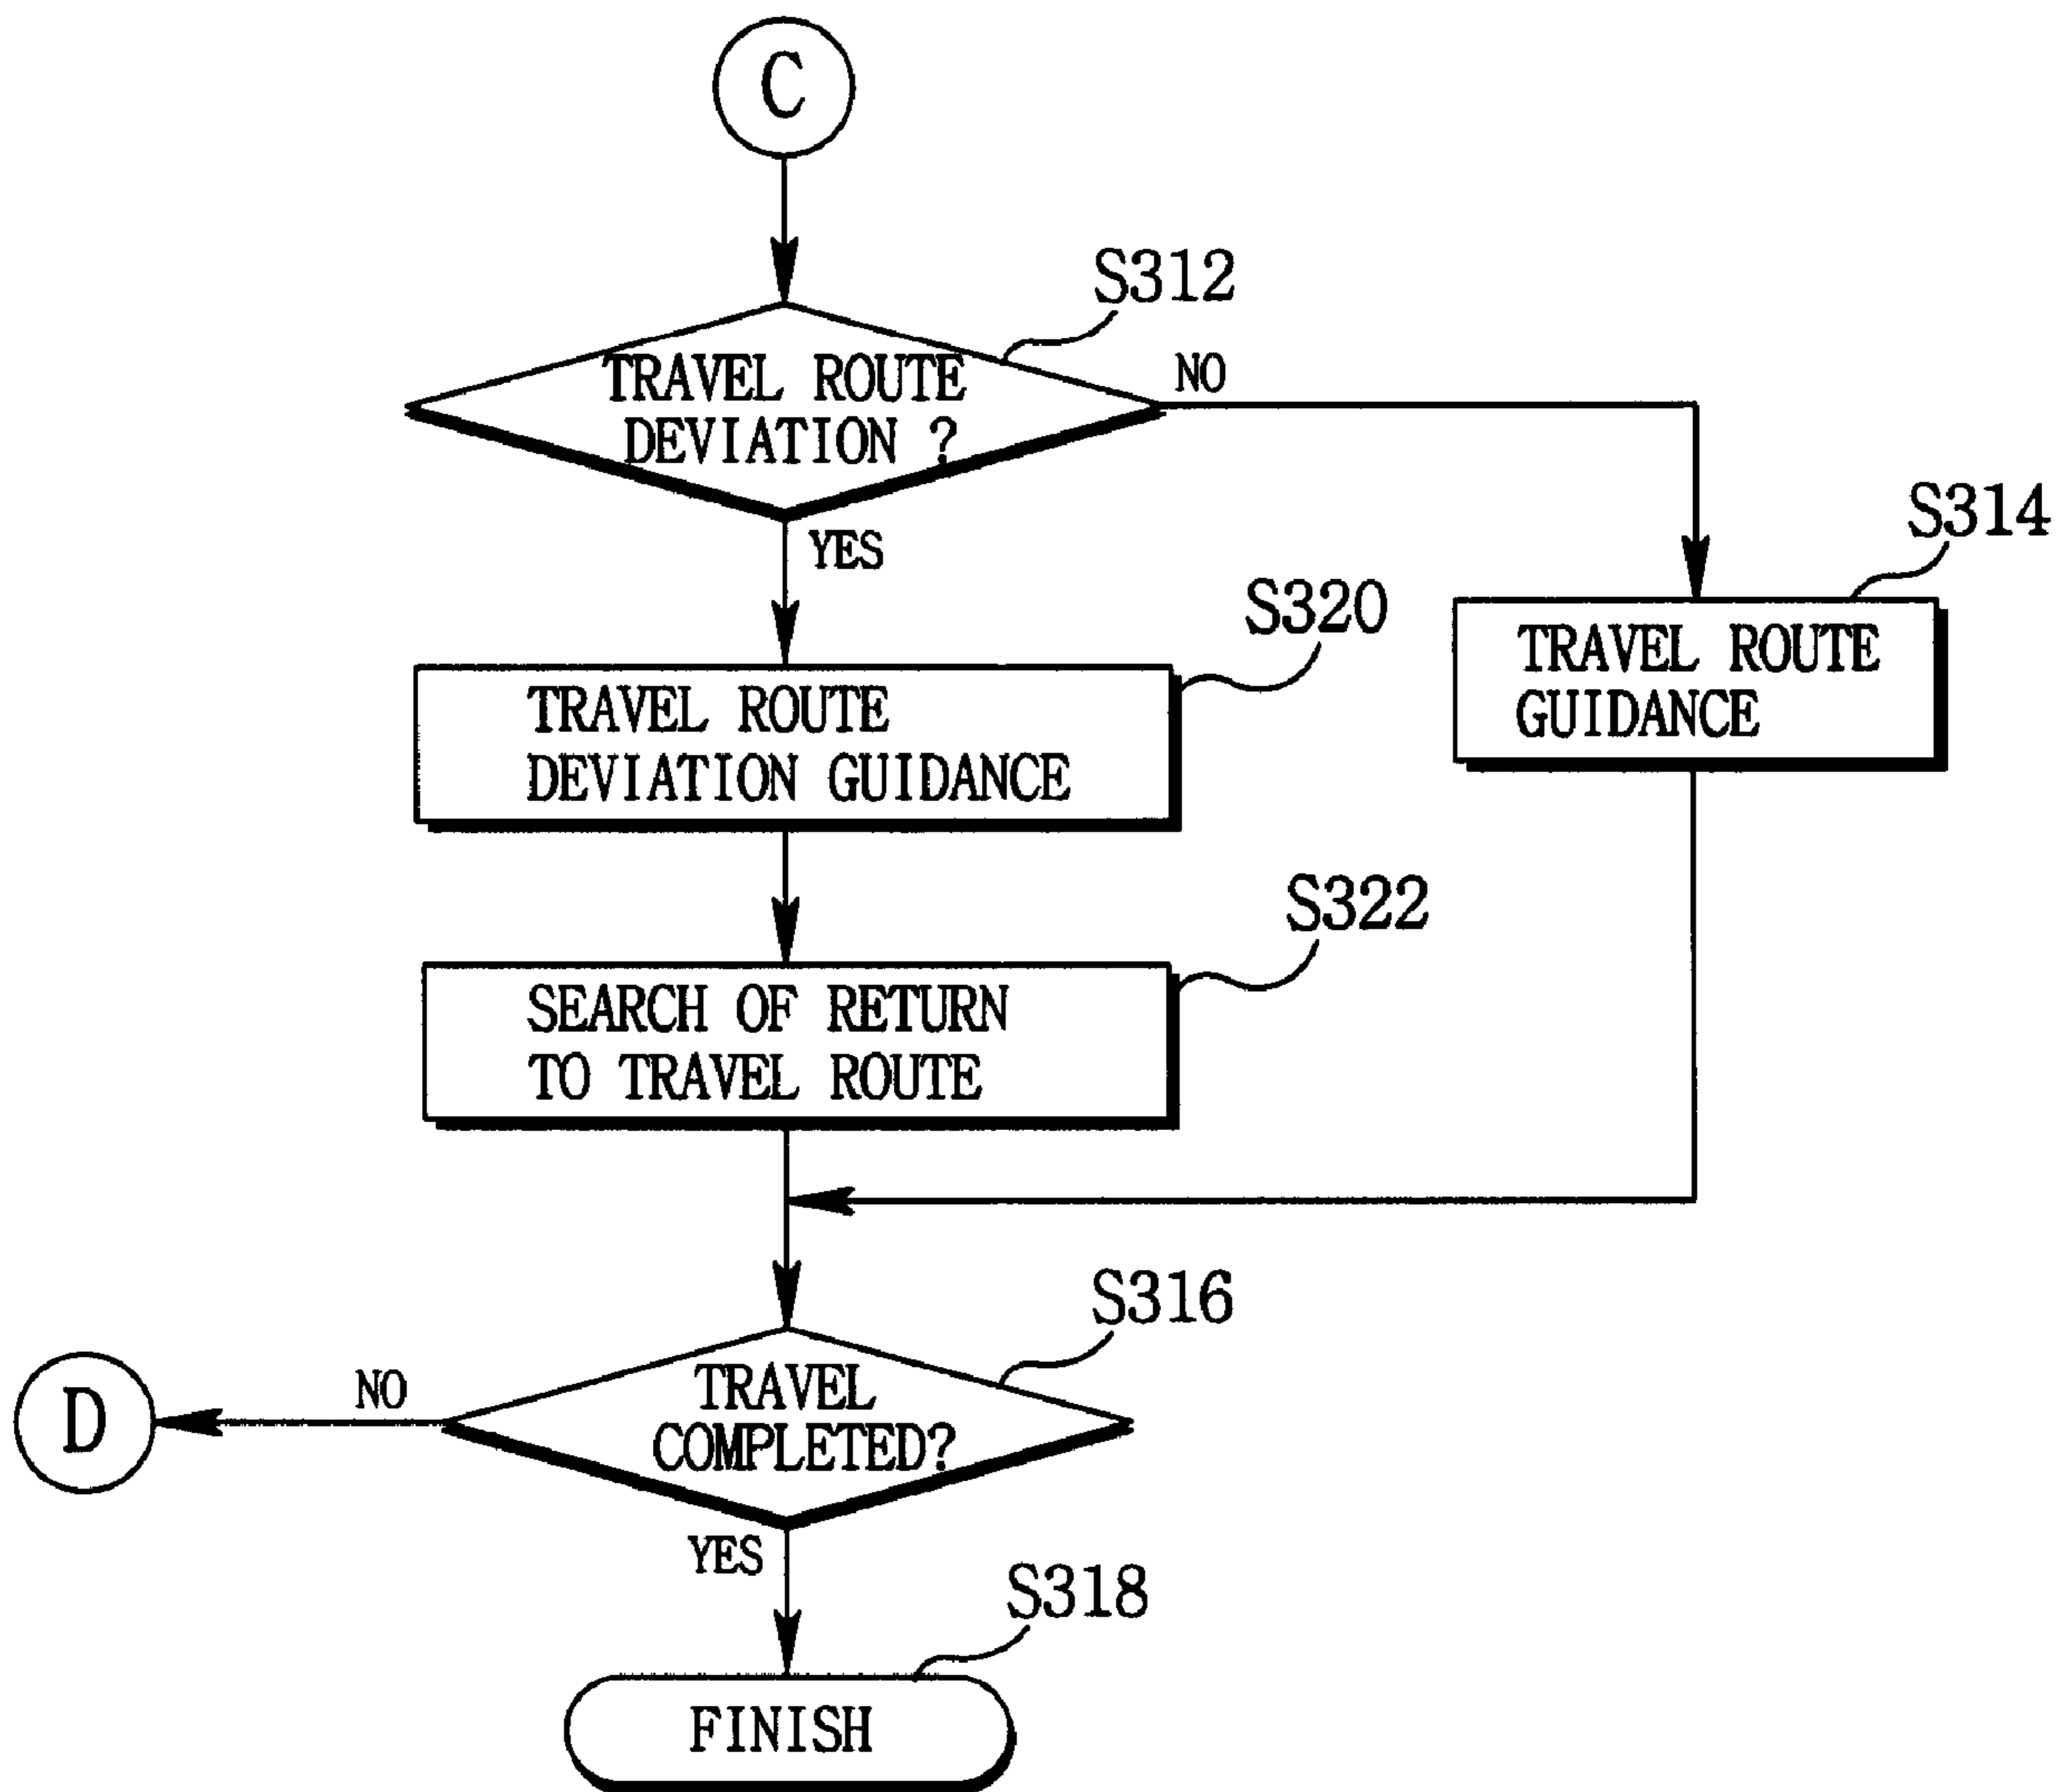 C
S312
TRAVEL ROUTE
DEVIATION ?
NO
YES
S314
TRAVEL ROUTE
GUIDANCE
S320
TRAVEL ROUTE
DEVIATION GUIDANCE
S322
SEARCH OF RETURN
TO TRAVEL ROUTE
S316
TRAVEL
COMPLETED?
NO
D
YES
S318
FINISH